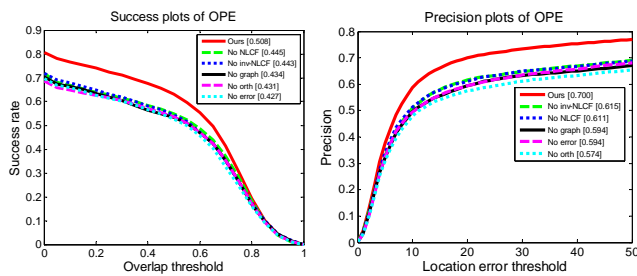 Success plots of OPE
0.9
0.8
0.7
0.6
0.5
0.4
0.3
0.2
0.1
0
Success rate
Ours [0.508]
No NLCF [0.445]
No inv-NLCF [0.443]
No graph [0.434]
No orth [0.431]
No error [0.427]
0 0.2 0.4 0.6 0.8 1
Overlap threshold
Precision plots of OPE
0.8
0.7
0.6
0.5
0.4
0.3
0.2
0.1
0
Precision
Ours [0.700]
No inv-NLCF [0.615]
No NLCF [0.611]
No graph [0.594]
No error [0.594]
No orth [0.574]
0 10 20 30 40 50
Location error threshold